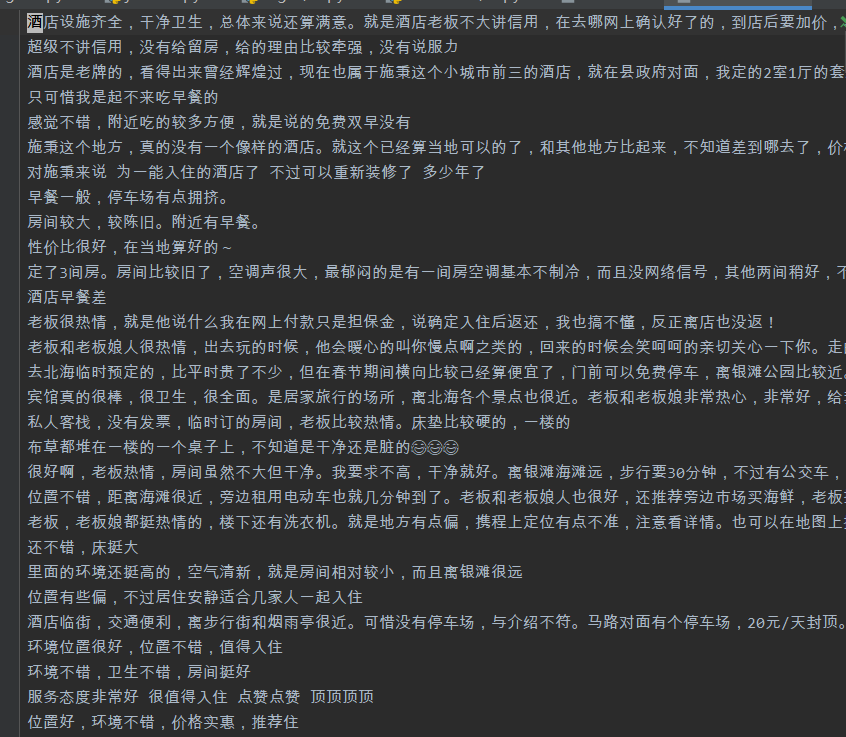 酒店设施齐全，干净卫生，总体来说还算满意。就是酒店老板不大讲信用，在去哪网上确认好了的，到店后要加价，
超级不讲信用，没有给留房，给的理由比较牵强，没有说服力
酒店是老牌的，看得出来曾经辉煌过，现在也属于施秉这个小城市前三的酒店，就在县政府对面，我定的2室1厅的套
只可惜我是起不来吃早餐的
感觉不错，附近吃的较多方便，就是说的免费双早没有
施秉这个地方，真的没有一个像样的酒店。就这个已经算当地可以的了，和其他地方比起来，不知道差到哪去了，价格
对施秉来说 为一能入住的酒店了 不过可以重新装修了 多少年了
早餐一般，停车场有点拥挤。
房间较大，较陈旧。附近有早餐。
性价比很好，在当地算好的～
定了3间房。房间比较旧了，空调声很大，最郁闷的是有一间房空调基本不制冷，而且没网络信号，其他两间稍好，不
酒店早餐差
老板很热情，就是他说什么我在网上付款只是担保金，说确定入住后返还，我也搞不懂，反正离店也没返！
老板和老板娘人很热情，出去玩的时候，他会暖心的叫你慢点啊之类的，回来的时候会笑呵呵的亲切关心一下你。走的
去北海临时预定的，比平时贵了不少，但在春节期间横向比较己经算便宜了，门前可以免费停车，离银滩公园比较近。
宾馆真的很棒，很卫生，很全面。是居家旅行的场所，离北海各个景点也很近。老板和老板娘非常热心，非常好，给我
私人客栈，没有发票，临时订的房间，老板比较热情。床垫比较硬的，一楼的
布草都堆在一楼的一个桌子上，不知道是干净还是脏的😊😊😊
很好啊，老板热情，房间虽然不大但干净。我要求不高，干净就好。离银滩海滩远，步行要30分钟，不过有公交车，
位置不错，距离海滩很近，旁边租用电动车也就几分钟到了。老板和老板娘人也很好，还推荐旁边市场买海鲜，老板
老板，老板娘都挺热情的，楼下还有洗衣机。就是地方有点偏，携程上定位有点不准，注意看详情。也可以在地图上
还不错，床挺大
里面的环境还挺高的，空气清新，就是房间相对较小，而且离银滩很远
位置有些偏，不过居住安静适合几家人一起入住
酒店临街，交通便利，离步行街和烟雨亭很近。可惜没有停车场，与介绍不符。马路对面有个停车场，20元/天封顶。
环境位置很好，位置不错，值得入住
环境不错，卫生不错，房间挺好
服务态度非常好 很值得入住 点赞点赞 顶顶顶顶
位置好，环境不错，价格实惠，推荐住